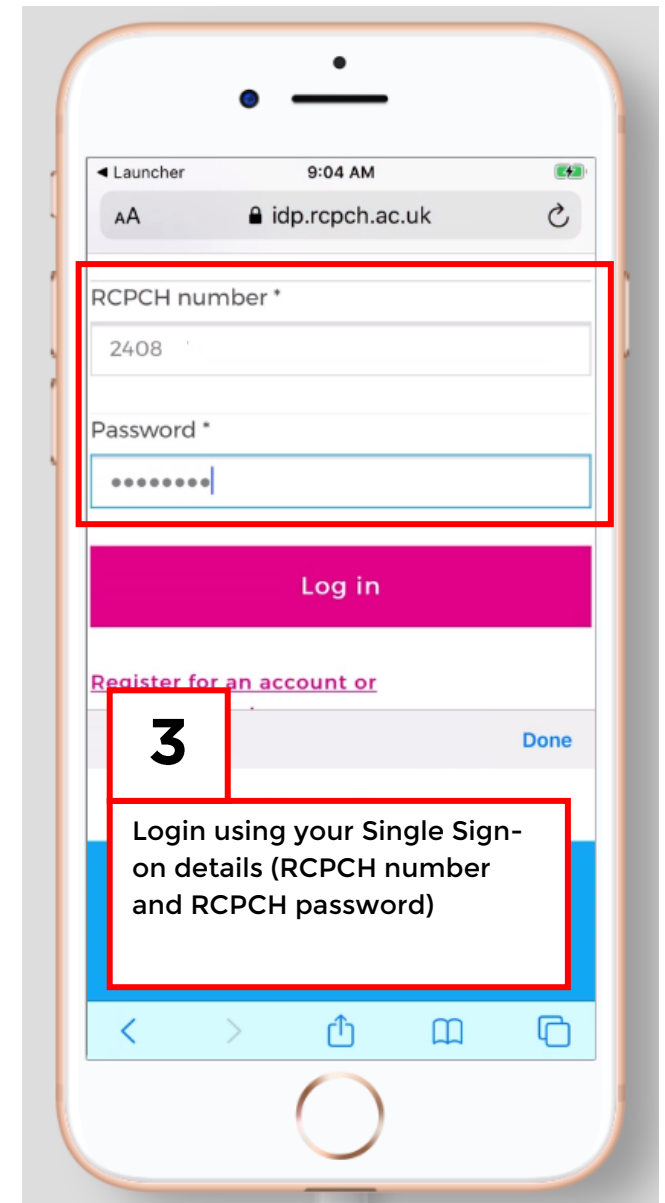 ◄ Launcher 9:04 AM
AA idp.rcpch.ac.uk
RCPCH number *
2408
Password *
••••••••
Log in
Register for an account or
3
Done
Login using your Single Sign-
on details (RCPCH number
and RCPCH password)